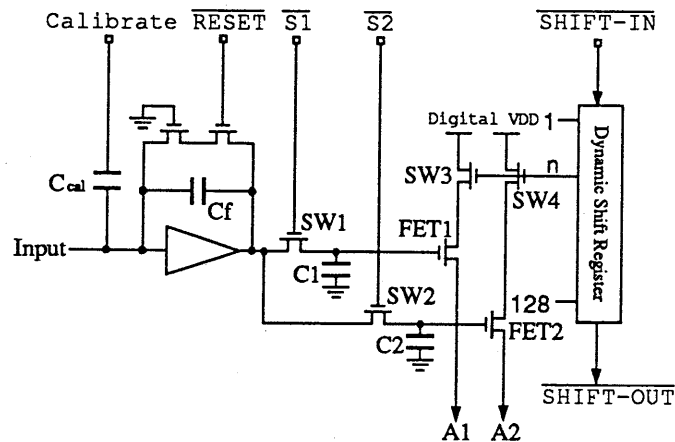 Calibrate RESET S1 S2 SHIFT-IN
Digital VDD 1
Dynamic Shift Register
SW3 n
SW4
Ccal
Cf
SW1 FET1
Input
C1
SW2
128
FET2
C2
SHIFT-OUT
A1 A2